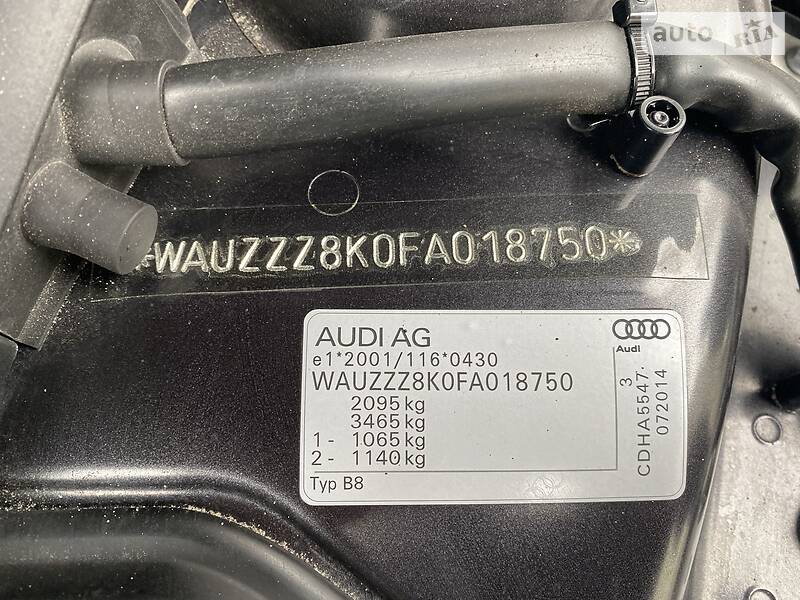 auto RIA
*WAUZZZ8K0FA018750*
AUDI AG
e1*2001/116*0430
WAUZZZ8K0FA018750
2095 kg
3465 kg
1 - 1065 kg
2 - 1140 kg
Typ B8
Audi
CDHA5547. 3
072014